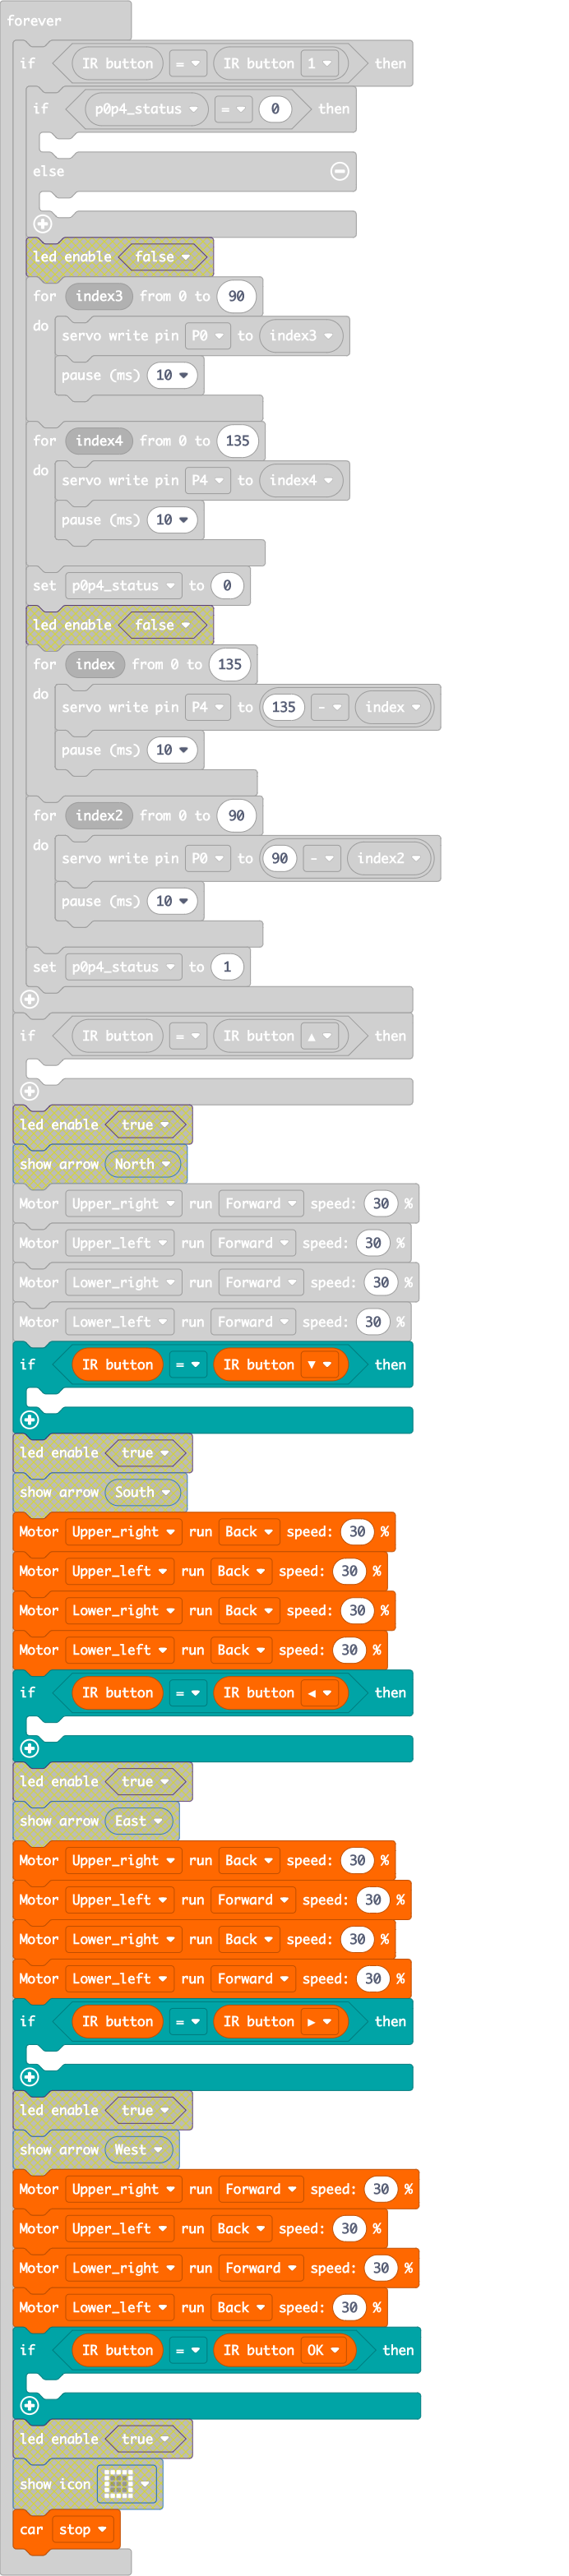 forever
if IR button = IR button 1 then
if p0p4_status = 0 then
else
led enable false
for index3 from 0 to 90
do
servo write pin P0 to index3
pause (ms) 10
for index4 from 0 to 135
do
servo write pin P4 to index4
pause (ms) 10
set p0p4_status to 0
led enable false
for index from 0 to 135
do
servo write pin P4 to 135 - index
pause (ms) 10
for index2 from 0 to 90
do
servo write pin P0 to 90 - index2
pause (ms) 10
set p0p4_status to 1
if IR button = IR button ▲ then
led enable true
show arrow North
Motor Upper_right run Forward speed: 30 %
Motor Upper_left run Forward speed: 30 %
Motor Lower_right run Forward speed: 30 %
Motor Lower_left run Forward speed: 30 %
if IR button = IR button ▼ then
led enable true
show arrow South
Motor Upper_right run Back speed: 30 %
Motor Upper_left run Back speed: 30 %
Motor Lower_right run Back speed: 30 %
Motor Lower_left run Back speed: 30 %
if IR button = IR button ◀ then
led enable true
show arrow East
Motor Upper_right run Back speed: 30 %
Motor Upper_left run Forward speed: 30 %
Motor Lower_right run Back speed: 30 %
Motor Lower_left run Forward speed: 30 %
if IR button = IR button ▶ then
led enable true
show arrow West
Motor Upper_right run Forward speed: 30 %
Motor Upper_left run Back speed: 30 %
Motor Lower_right run Forward speed: 30 %
Motor Lower_left run Back speed: 30 %
if IR button = IR button OK then
led enable true
show icon
car stop